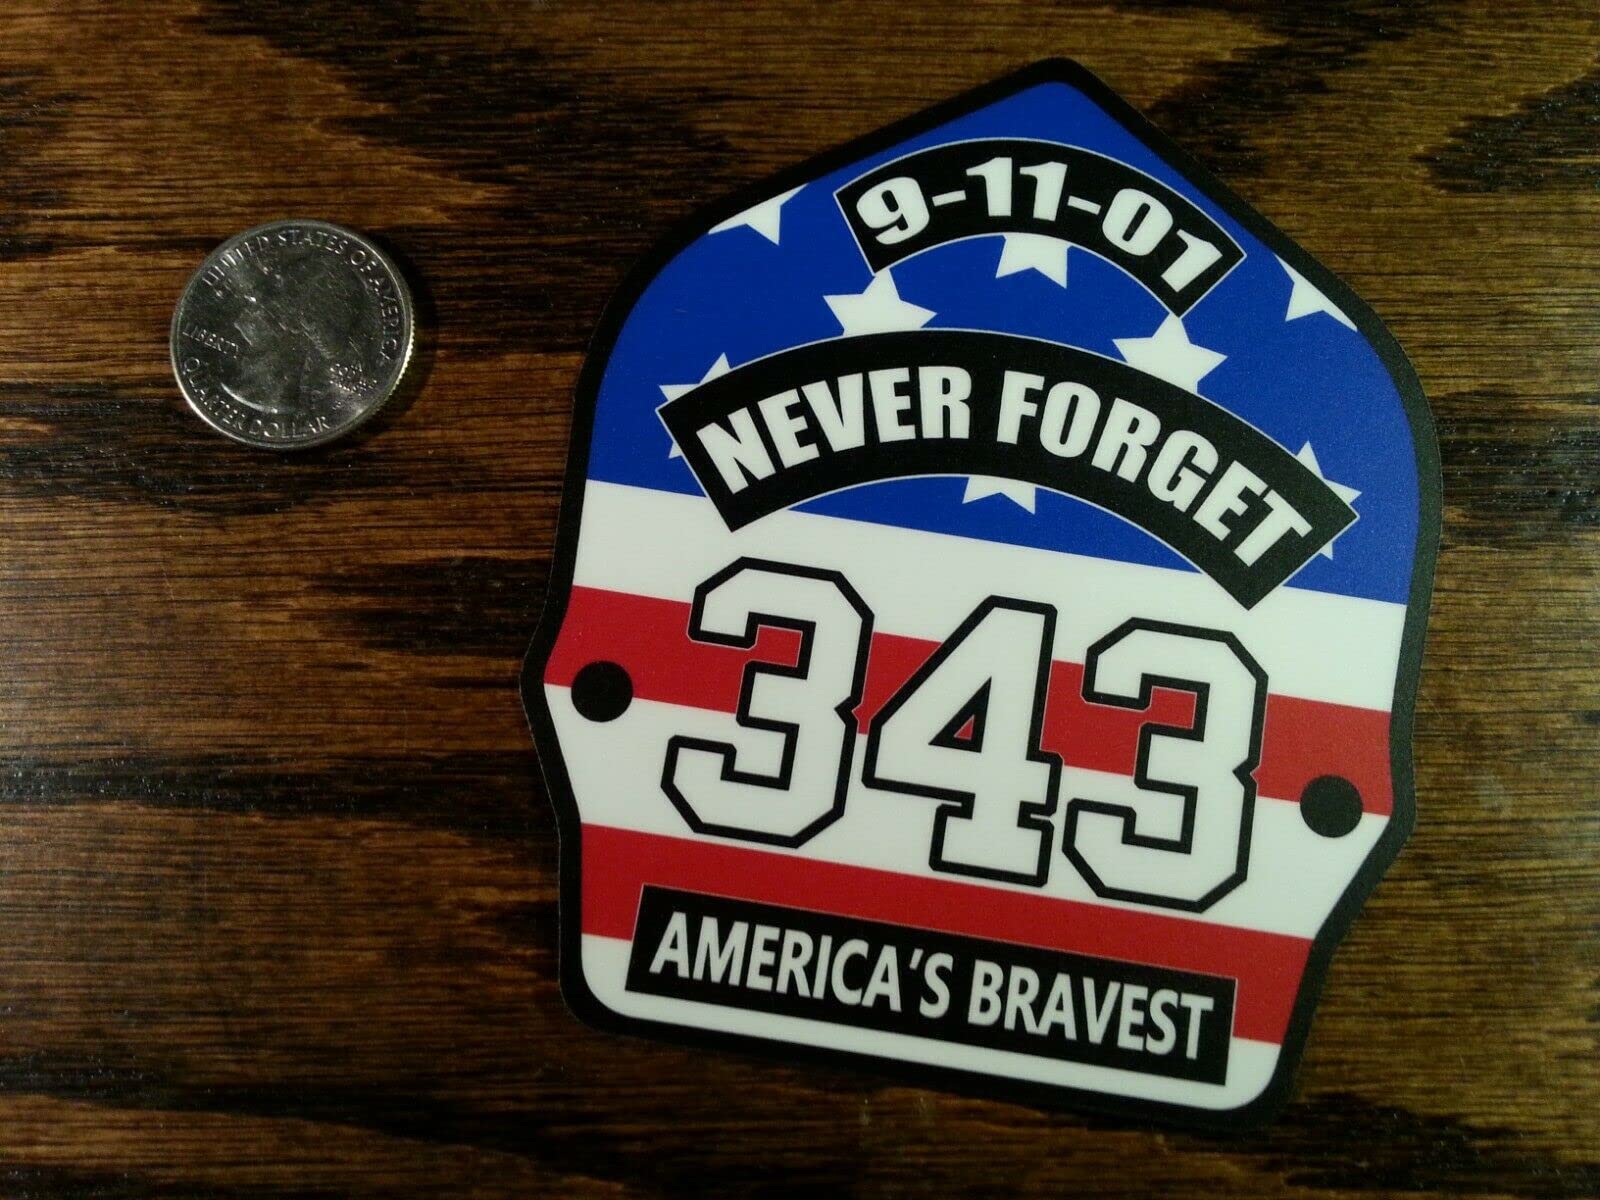 UNITED STATES OF AMERICA
LIBERTY
QUARTER DOLLAR
9-11-01
NEVER FORGET
343
AMERICA'S BRAVEST